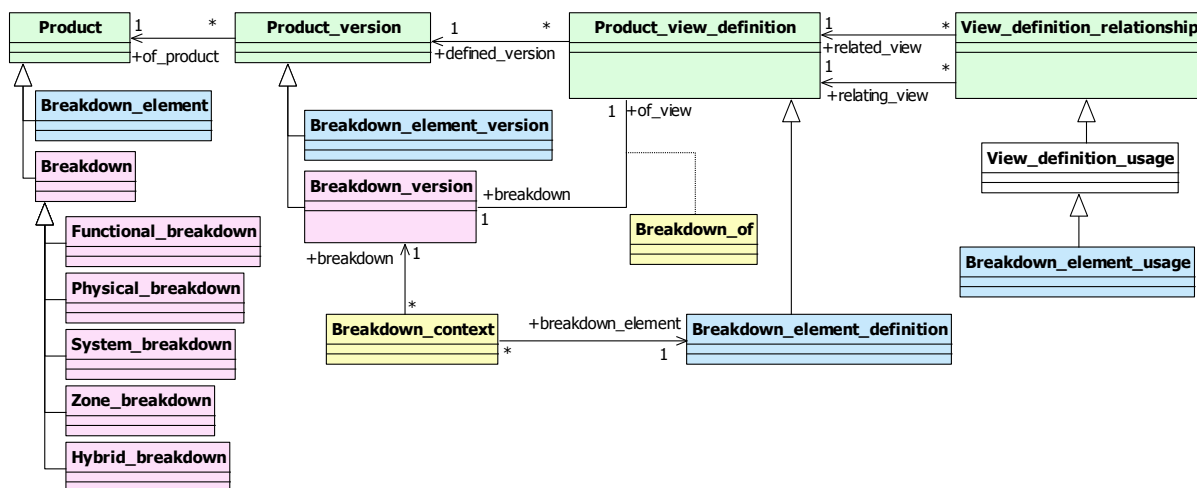 Product
1
*
+of_product
Product_version
1
*
+defined_version
Product_view_definition
1
*
+related_view
1
*
+relating_view
View_definition_relationship
Breakdown_element
Breakdown_element_version
1
+of_view
View_definition_usage
Breakdown
Breakdown_version
+breakdown
1
Functional_breakdown
Breakdown_of
+breakdown
1
Breakdown_element_usage
Physical_breakdown
*
System_breakdown
Breakdown_context
+breakdown_element
*
1
Breakdown_element_definition
Zone_breakdown
Hybrid_breakdown